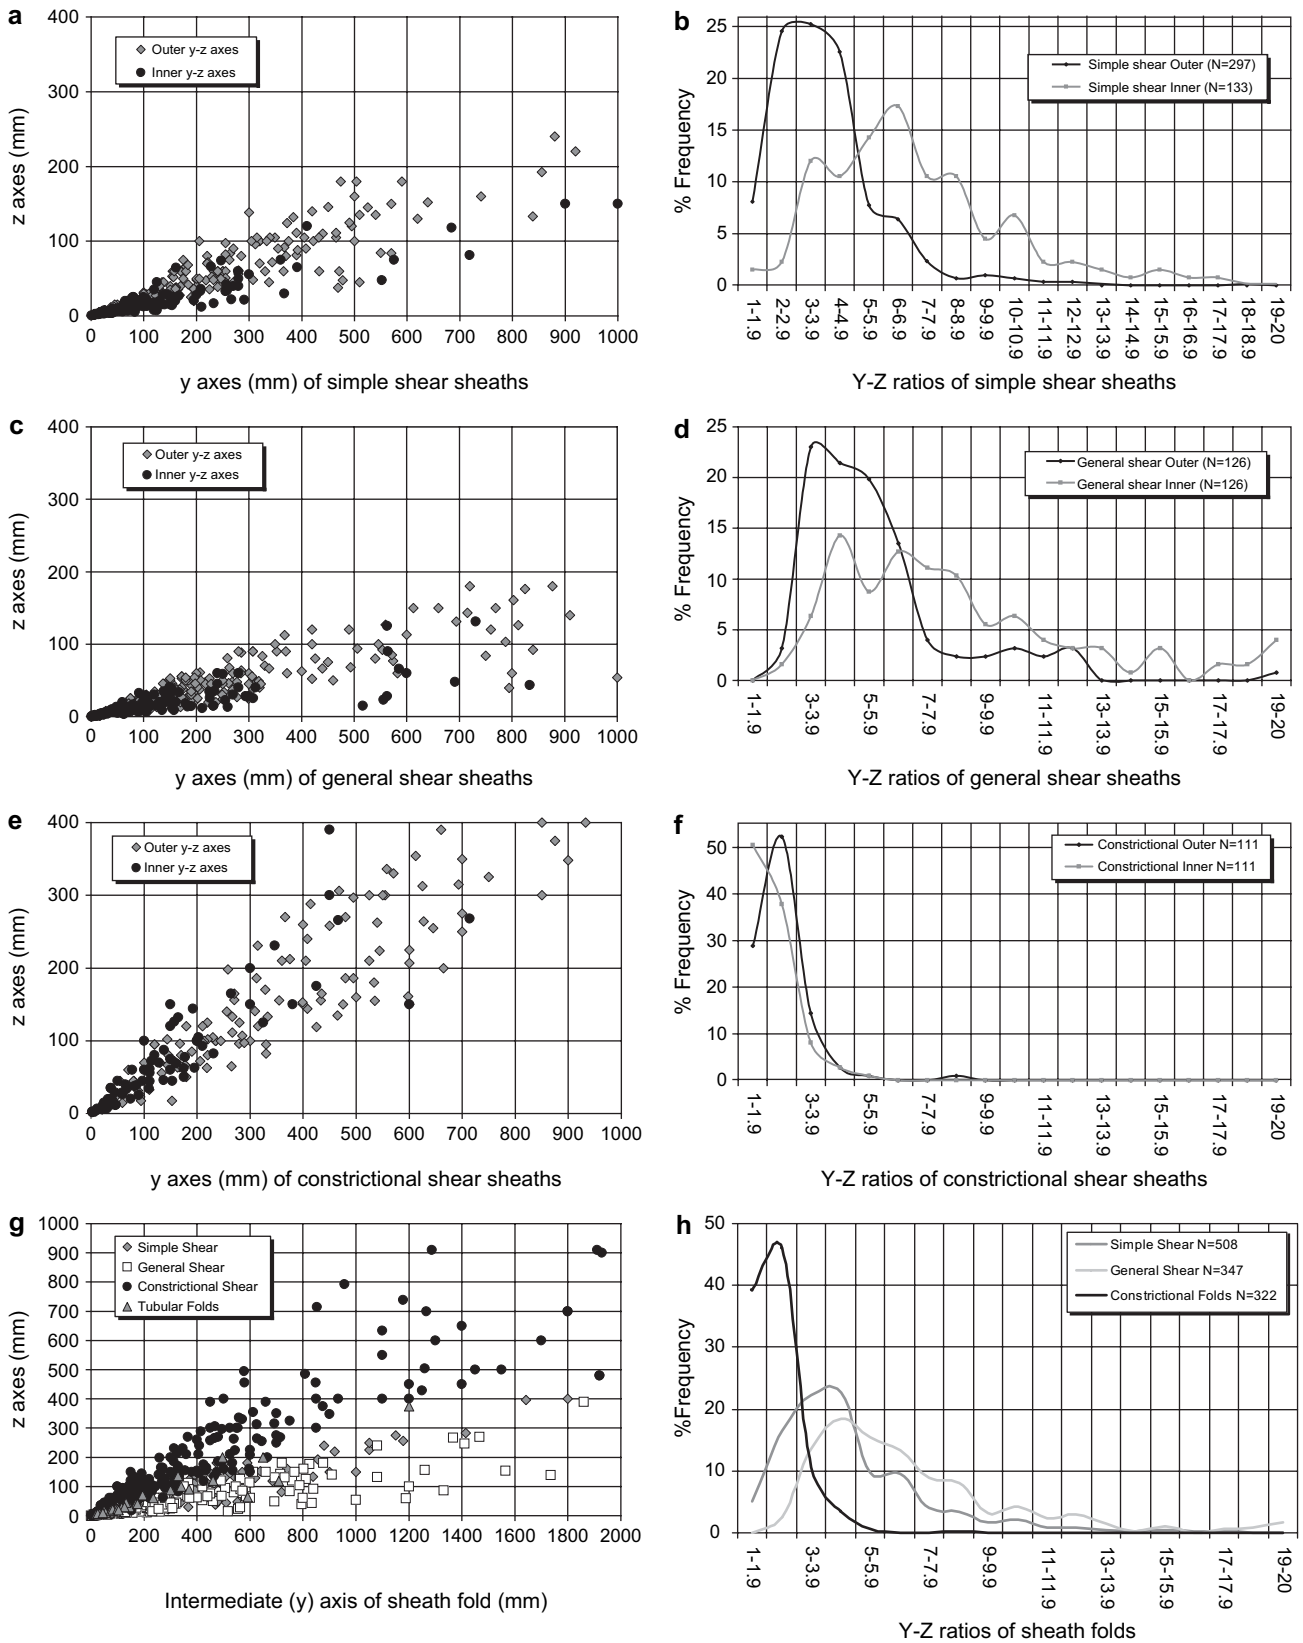 a
400
300
200
100
0
z axes (mm)
Outer y-z axes
Inner y-z axes
0 100 200 300 400 500 600 700 800 900 1000
y axes (mm) of simple shear sheaths
b
25
20
15
10
5
0
% Frequency
Simple shear Outer (N=297)
Simple shear Inner (N=133)
1-1.9
2-2.9
3-3.9
4-4.9
5-5.9
6-6.9
7-7.9
8-8.9
9-9.9
10-10.9
11-11.9
12-12.9
13-13.9
14-14.9
15-15.9
16-16.9
17-17.9
18-18.9
19-20
Y-Z ratios of simple shear sheaths
c
400
300
200
100
0
z axes (mm)
Outer y-z axes
Inner y-z axes
0 100 200 300 400 500 600 700 800 900 1000
y axes (mm) of general shear sheaths
d
25
20
15
10
5
0
% Frequency
General shear Outer (N=126)
General shear Inner (N=126)
1-1.9
3-3.9
5-5.9
7-7.9
9-9.9
11-11.9
13-13.9
15-15.9
17-17.9
19-20
Y-Z ratios of general shear sheaths
e
400
300
200
100
0
z axes (mm)
Outer y-z axes
Inner y-z axes
0 100 200 300 400 500 600 700 800 900 1000
y axes (mm) of constrictional shear sheaths
f
50
40
30
20
10
0
% Frequency
Constrictional Outer N=111
Constrictional Inner N=111
1-1.9
3-3.9
5-5.9
7-7.9
9-9.9
11-11.9
13-13.9
15-15.9
17-17.9
19-20
Y-Z ratios of constrictional shear sheaths
g
1000
900
800
700
600
500
400
300
200
100
0
z axes (mm)
Simple Shear
General Shear
Constrictional Shear
Tubular Folds
0 200 400 600 800 1000 1200 1400 1600 1800 2000
Intermediate (y) axis of sheath fold (mm)
h
50
40
30
20
10
0
%Frequency
Simple Shear N=508
General Shear N=347
Constrictional Folds N=322
1-1.9
3-3.9
5-5.9
7-7.9
9-9.9
11-11.9
13-13.9
15-15.9
17-17.9
19-20
Y-Z ratios of sheath folds